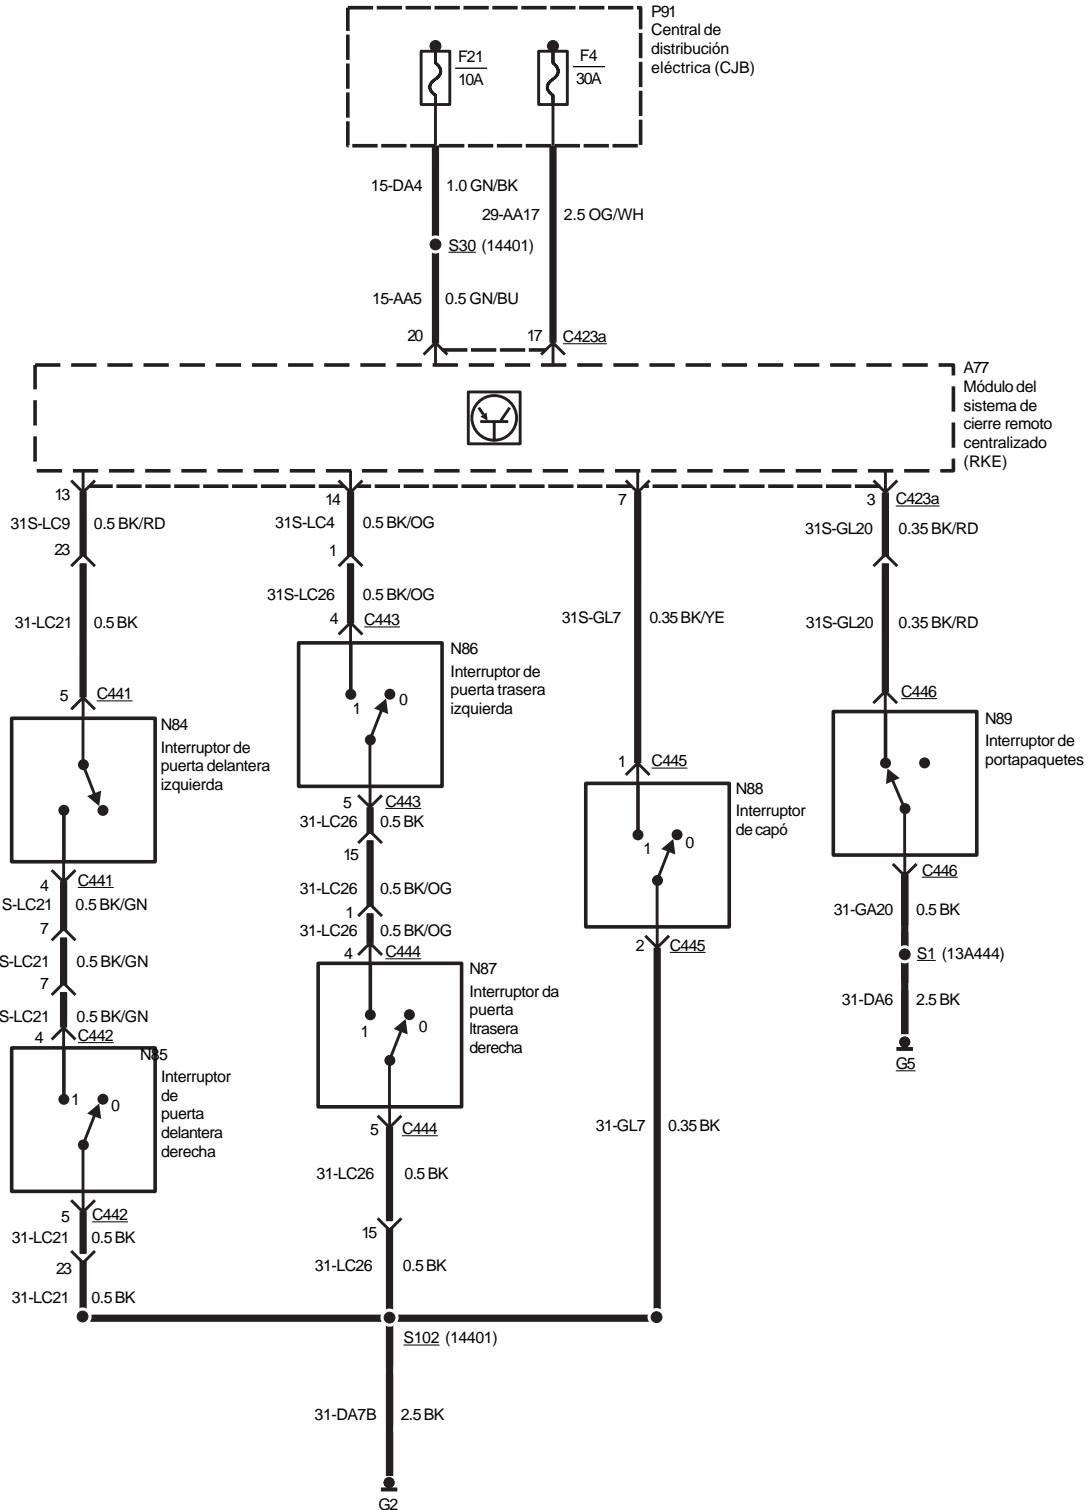 P91
Central de
distribución
eléctrica (CJB)
F21
10A
F4
30A
15-DA4 1.0 GN/BK
29-AA17 2.5 OG/WH
S30 (14401)
15-AA5 0.5 GN/BU
20 17 C423a
A77
Módulo del
sistema de
cierre remoto
centralizado
(RKE)
13 14 7 3 C423a
31S-LC9 0.5 BK/RD 31S-LC4 0.5 BK/OG 31S-GL20 0.35 BK/RD
23 1
31S-LC26 0.5 BK/OG
31-LC21 0.5 BK 4 C443 31S-GL7 0.35 BK/YE 31S-GL20 0.35 BK/RD
N86
Interruptor de
puerta trasera
izquierda
1 0
5 C441 C446
N84
Interruptor de
puerta delantera
izquierda
N89
Interruptor de
portapaquetes
1 C445
N88
Interruptor
de capó
1 0
5 C443
31-LC26 0.5 BK
15
4 C441 31-LC26 0.5 BK/OG C446
S-LC21 0.5 BK/GN 1 31-GA20 0.5 BK
7 31-LC26 0.5 BK/OG
4 C444 2 C445 S1 (13A444)
S-LC21 0.5 BK/GN
N87
Interruptor da
puerta
ltrasera
derecha
1 0
7 31-DA6 2.5 BK
S-LC21 0.5 BK/GN
4 C442
G5
N85
Interruptor
de
puerta
delantera
derecha
1 0
5 C444 31-GL7 0.35 BK
31-LC26 0.5 BK
5 C442
31-LC21 0.5 BK 15
23 31-LC26 0.5 BK
31-LC21 0.5 BK
S102 (14401)
31-DA7B 2.5 BK
G2